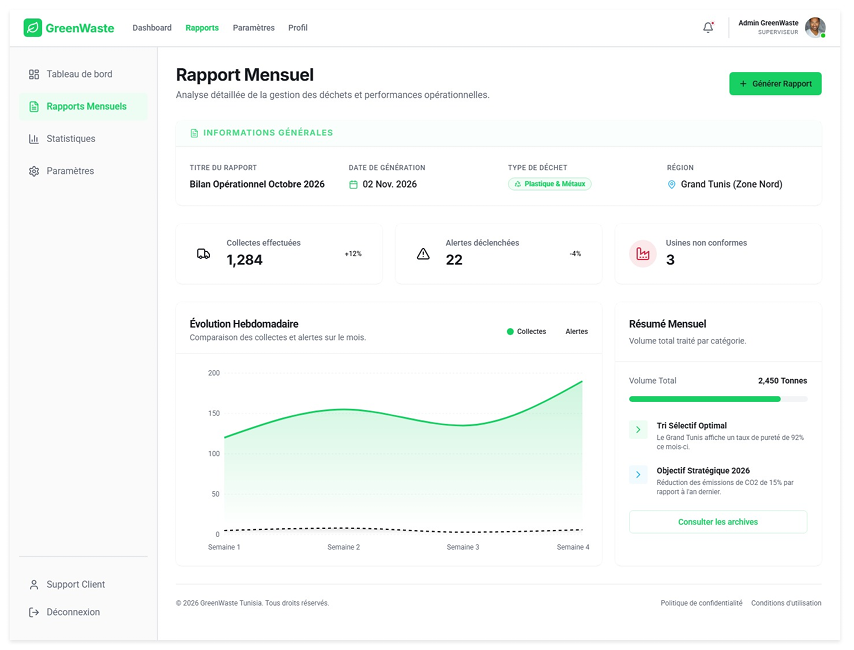 GreenWaste
Dashboard
Rapports
Paramètres
Profil
Admin GreenWaste
SUPERVISEUR
Tableau de bord
Rapports Mensuels
Statistiques
Paramètres
Support Client
Déconnexion
Rapport Mensuel
Analyse détaillée de la gestion des déchets et performances opérationnelles.
+ Générer Rapport
INFORMATIONS GÉNÉRALES
TITRE DU RAPPORT
Bilan Opérationnel Octobre 2026
DATE DE GÉNÉRATION
02 Nov. 2026
TYPE DE DÉCHET
Plastique & Métaux
RÉGION
Grand Tunis (Zone Nord)
Collectes effectuées
1,284
+12%
Alertes déclenchées
22
-4%
Usines non conformes
3
Évolution Hebdomadaire
Comparaison des collectes et alertes sur le mois.
Collectes
Alertes
200
150
100
50
0
Semaine 1
Semaine 2
Semaine 3
Semaine 4
Résumé Mensuel
Volume total traité par catégorie.
Volume Total
2,450 Tonnes
Tri Sélectif Optimal
Le Grand Tunis affiche un taux de pureté de 92%
ce mois-ci.
Objectif Stratégique 2026
Réduction des émissions de CO2 de 15% par
rapport à l'an dernier.
Consulter les archives
© 2026 GreenWaste Tunisia. Tous droits réservés.
Politique de confidentialité
Conditions d'utilisation